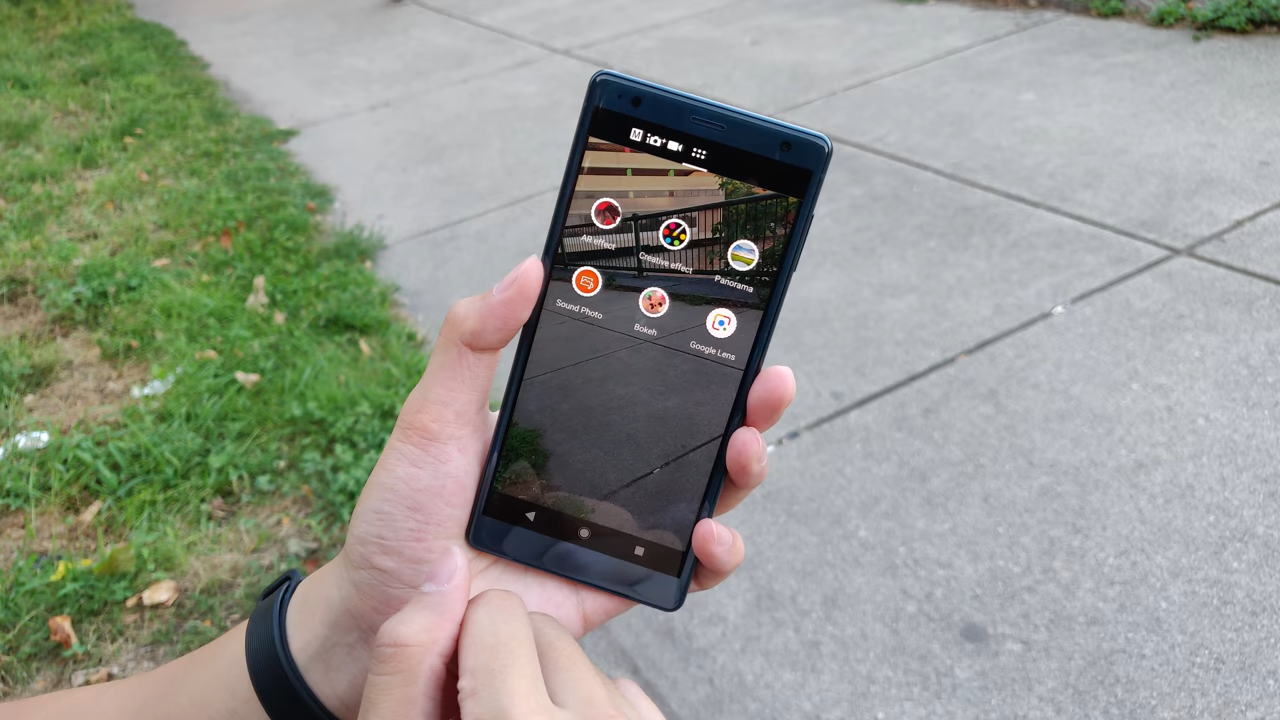 M i +
AR effect
Creative effect
Panorama
Sound Photo
Bokeh
Google Lens